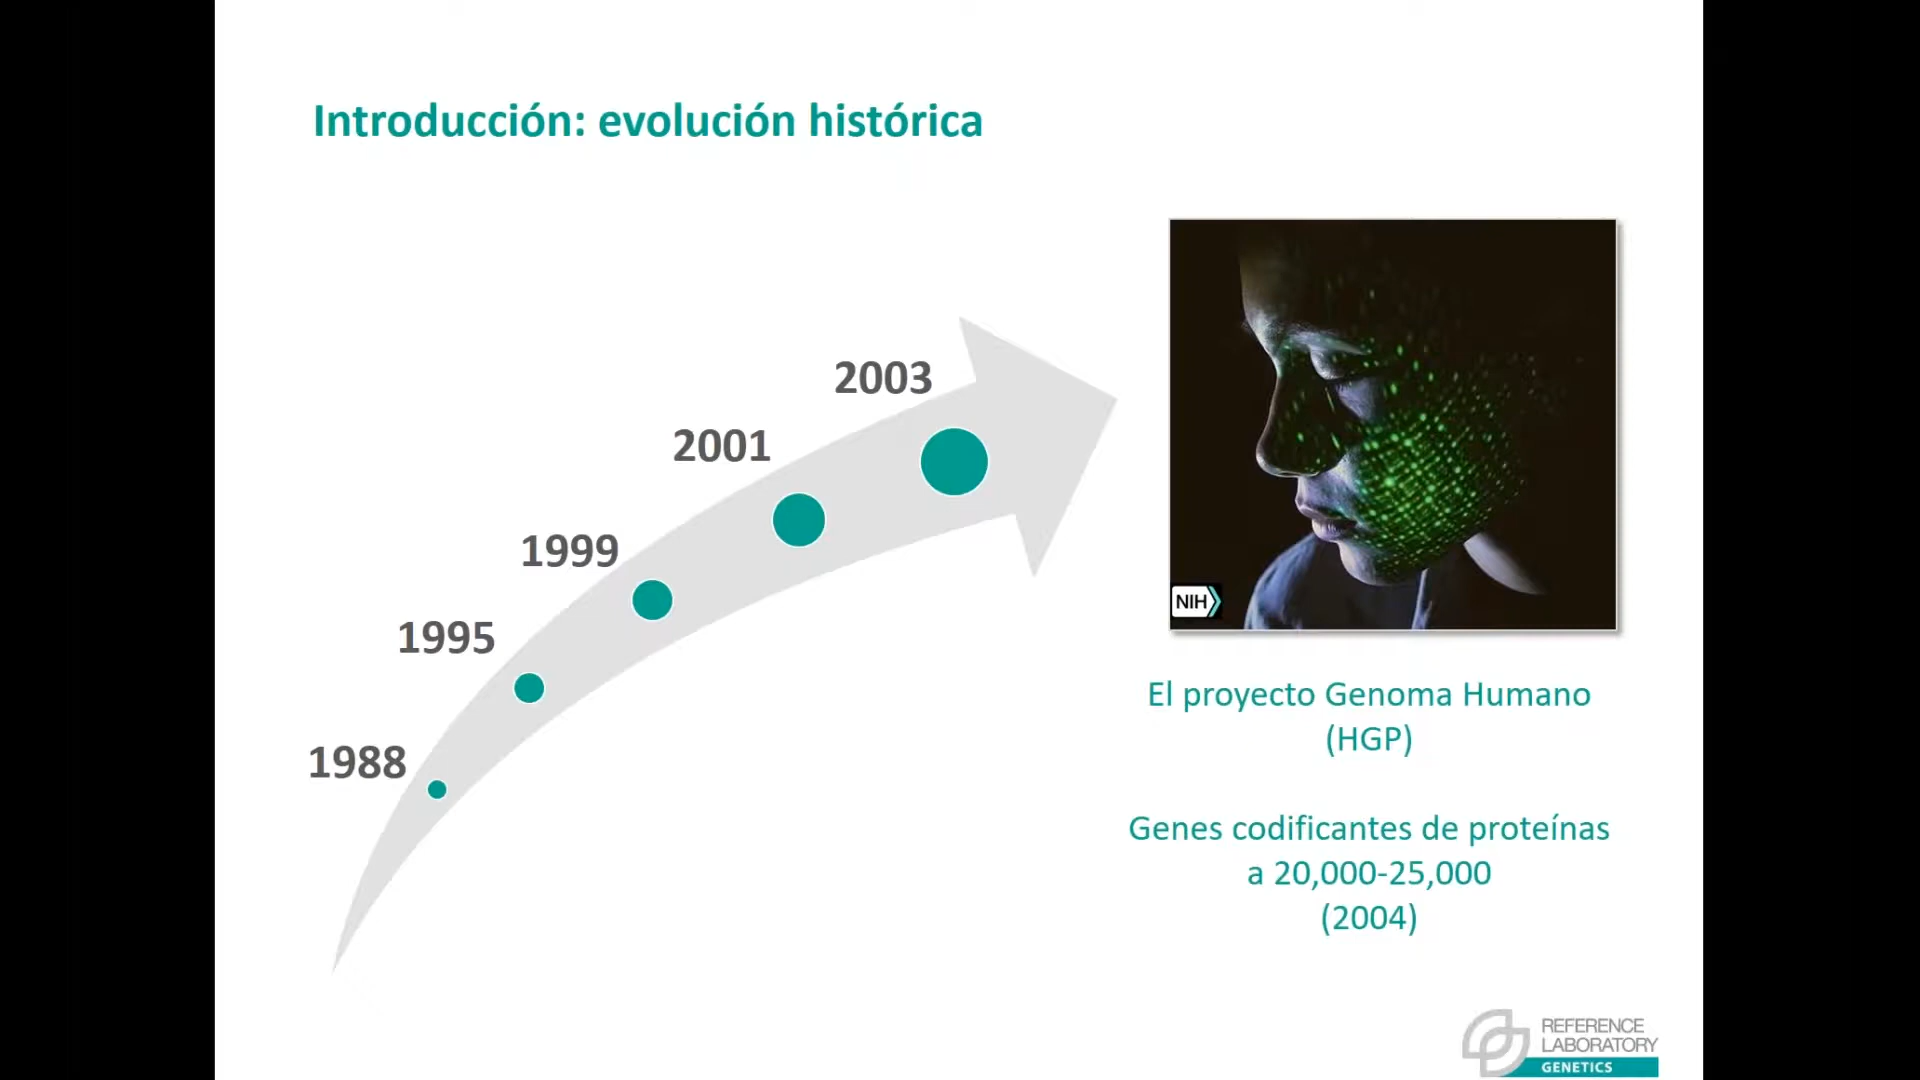 Introducción: evolución histórica
2003
2001
1999
1995
1988
NIH
El proyecto Genoma Humano
(HGP)
Genes codificantes de proteínas
a 20,000-25,000
(2004)
REFERENCE
LABORATORY
GENETICS